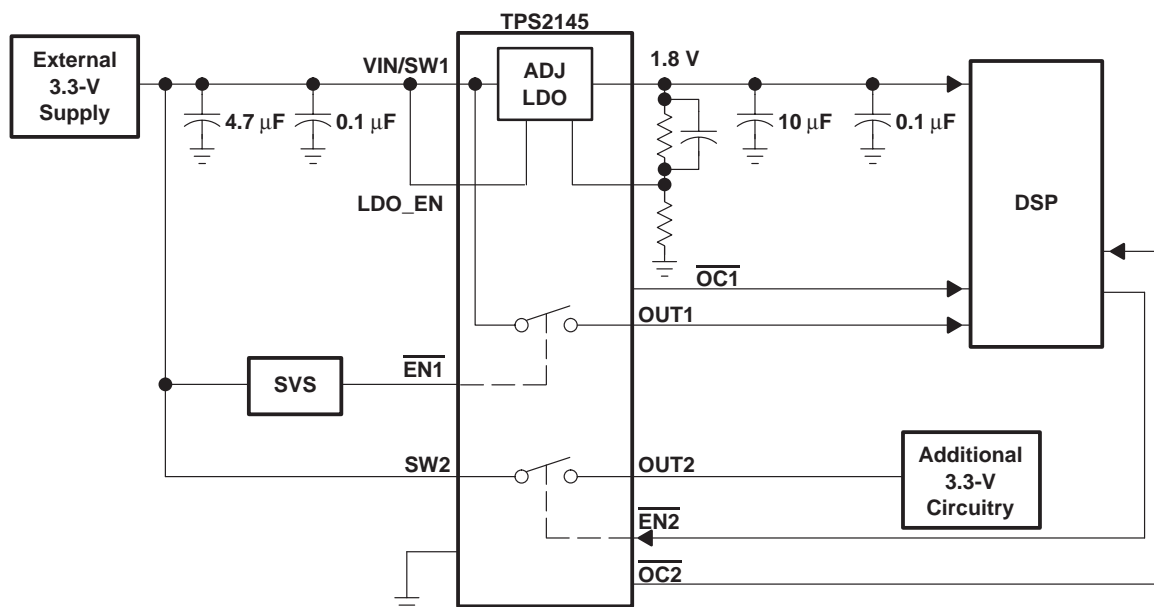 TPS2145
External
3.3-V
Supply
VIN/SW1
ADJ
LDO
1.8 V
4.7 µF
0.1 µF
10 µF
0.1 µF
LDO_EN
DSP
OC1
OUT1
EN1
SVS
SW2
OUT2
Additional
3.3-V
Circuitry
EN2
OC2